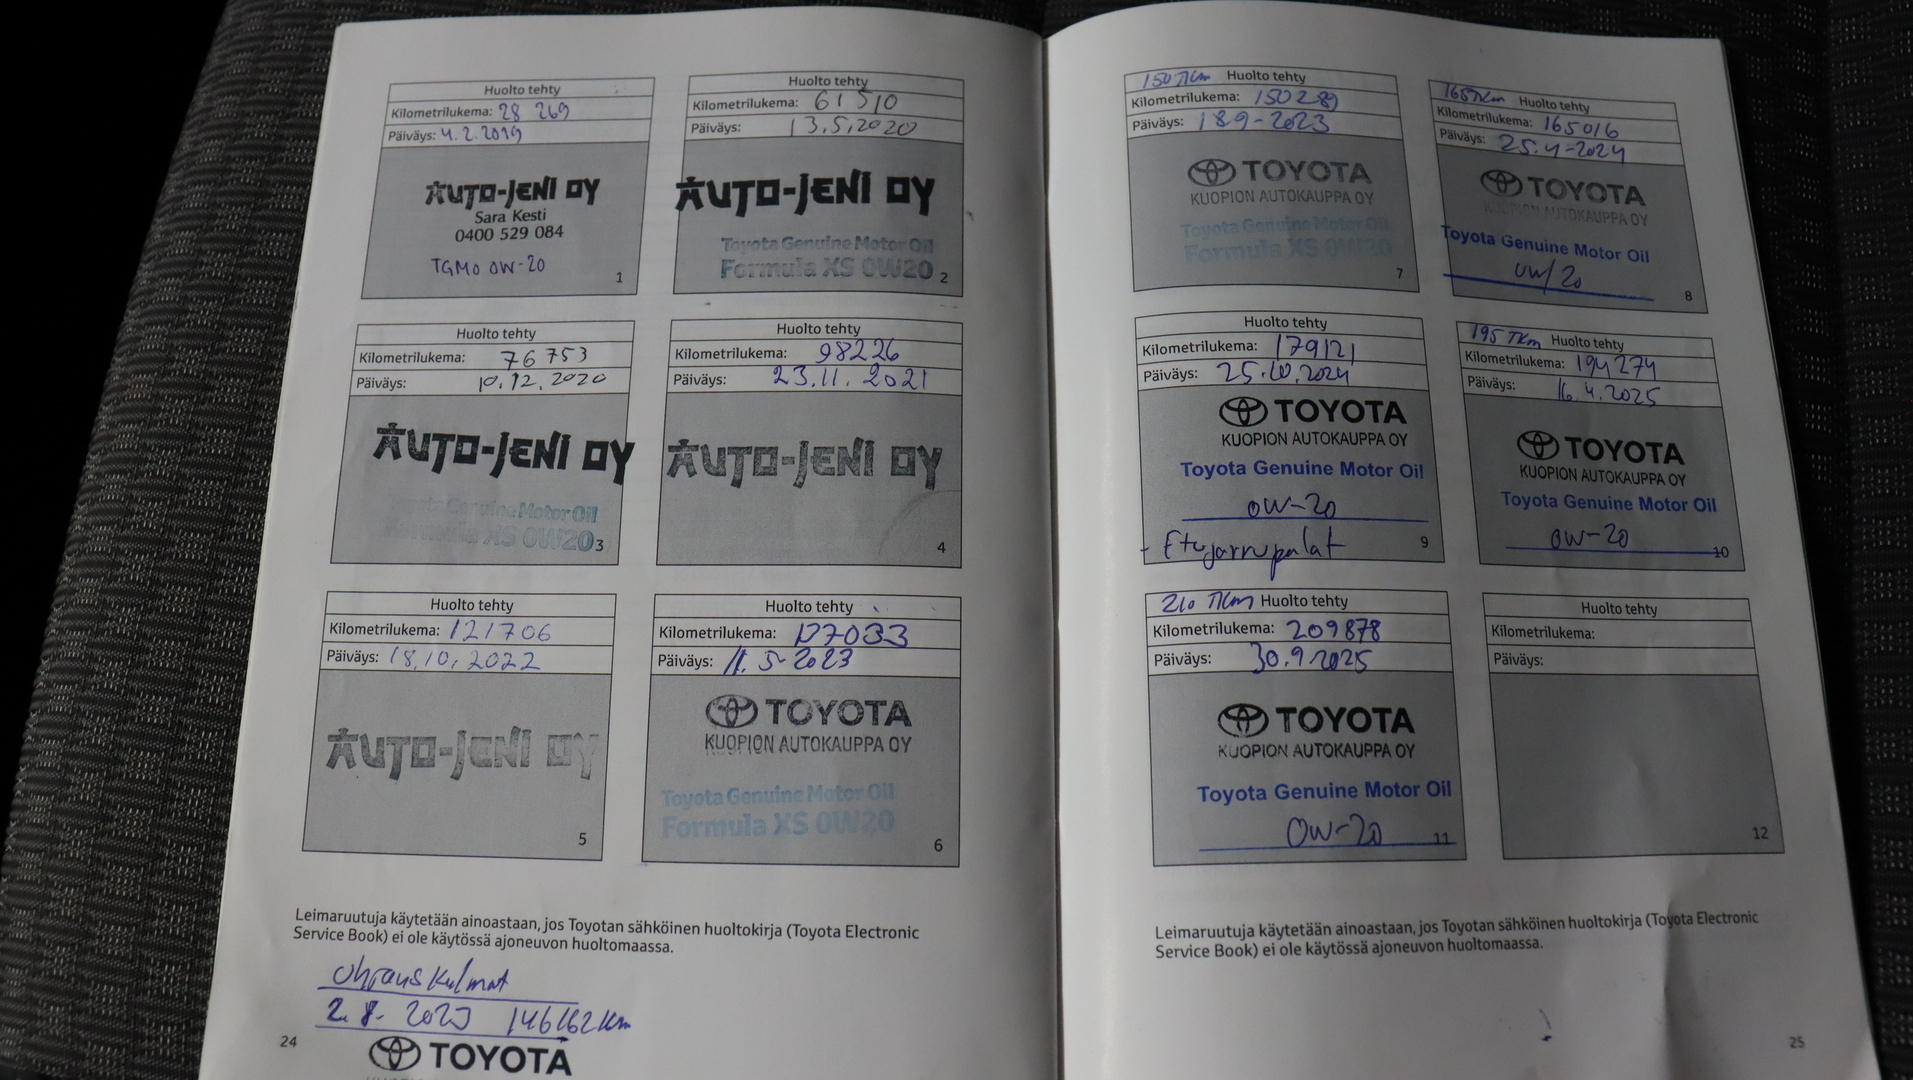 Huolto tehty
Kilometrilukema: 28 269
Päiväys: 4.2.2019
AUTO-JENI OY
Sara Kesti
0400 529 084
TGMO 0W-20
1
Huolto tehty
Kilometrilukema: 61510
Päiväys: 13.5.2020
AUTO-JENI OY
Toyota Genuine Motor Oil
Formula XS 0W20
2
Huolto tehty
Kilometrilukema: 76 753
Päiväys: 10.12.2020
AUTO-JENI OY
Toyota Genuine Motor Oil
Formula XS 0W20
3
Huolto tehty
Kilometrilukema: 98226
Päiväys: 23.11.2021
AUTO-JENI OY
4
Huolto tehty
Kilometrilukema: 121706
Päiväys: 18.10.2022
AUTO-JENI OY
5
Huolto tehty
Kilometrilukema:
Päiväys: 11.5-2023
TOYOTA
KUOPION AUTOKAUPPA OY
Toyota Genuine Motor Oil
Formula XS 0W20
6
Leimaruutuja käytetään ainoastaan, jos Toyotan sähköinen huoltokirja (Toyota Electronic
Service Book) ei ole käytössä ajoneuvon huoltomaassa.
Ohjauskulmat
2.8. 2023 146162 km
24
TOYOTA
150 TKm Huolto tehty
Kilometrilukema: 150289
Päiväys: 18 9-2023
TOYOTA
KUOPION AUTOKAUPPA OY
Toyota Genuine Motor Oil
Formula XS 0W20
7
165 TKm Huolto tehty
Kilometrilukema: 165016
Päiväys: 25.4-2024
TOYOTA
KUOPION AUTOKAUPPA OY
Toyota Genuine Motor Oil
0W/20
8
Huolto tehty
Kilometrilukema: 179121
Päiväys: 25.10.2024
TOYOTA
KUOPION AUTOKAUPPA OY
Toyota Genuine Motor Oil
0W-20
- Etujarrupalat
9
195 TKm Huolto tehty
Kilometrilukema: 194274
Päiväys: 16.4.2025
TOYOTA
KUOPION AUTOKAUPPA OY
Toyota Genuine Motor Oil
0W-20
10
210 TKm Huolto tehty
Kilometrilukema: 209878
Päiväys: 30.9.2025
TOYOTA
KUOPION AUTOKAUPPA OY
Toyota Genuine Motor Oil
0W-20
11
Huolto tehty
Kilometrilukema:
Päiväys:
12
Leimaruutuja käytetään ainoastaan, jos Toyotan sähköinen huoltokirja (Toyota Electronic
Service Book) ei ole käytössä ajoneuvon huoltomaassa.
25